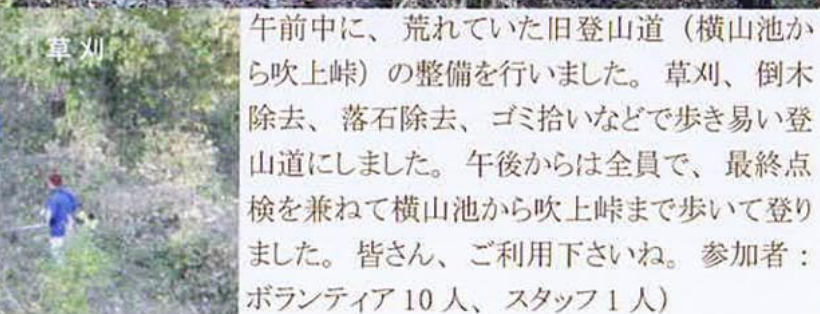 草刈
午前中に、荒れていた旧登山道（横山池か
ら吹上峠）の整備を行いました。草刈、倒木
除去、落石除去、ゴミ拾いなどで歩き易い登
山道にしました。午後からは全員で、最終点
検を兼ねて横山池から吹上峠まで歩いて登り
ました。皆さん、ご利用下さいね。参加者：
ボランティア10人、スタッフ1人）